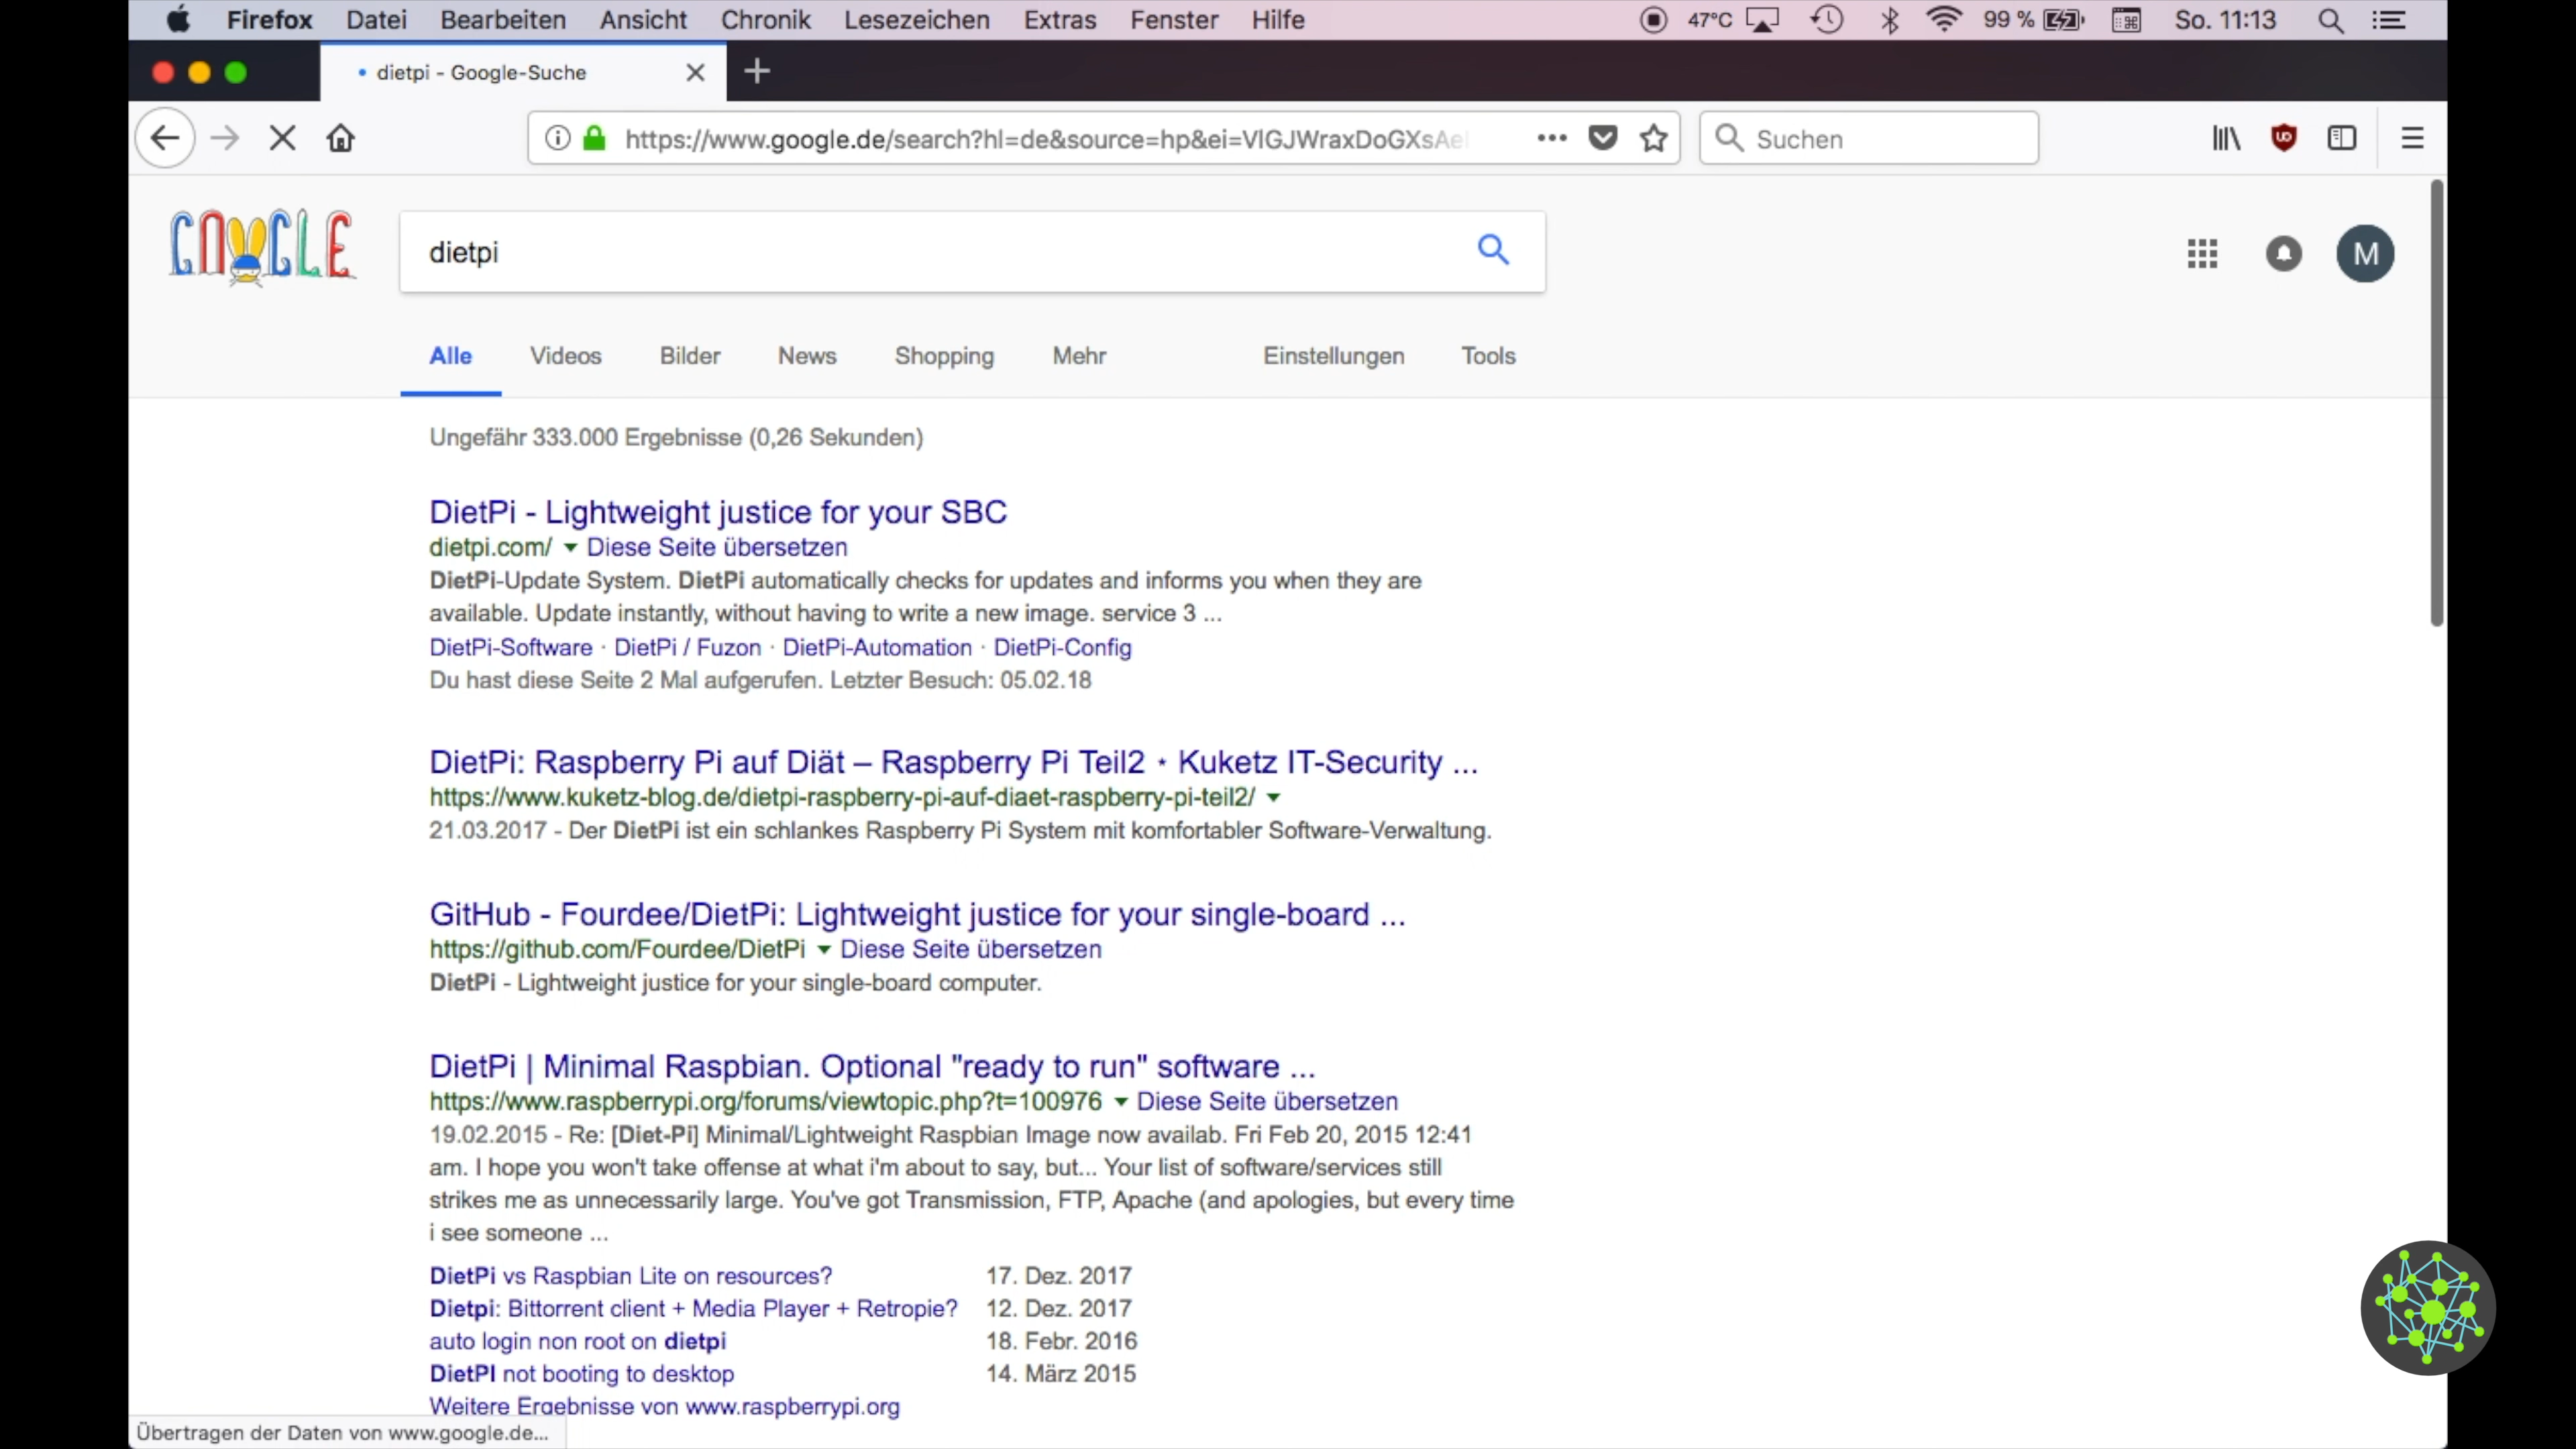 Firefox Datei Bearbeiten Ansicht Chronik Lesezeichen Extras Fenster Hilfe 47°C 99 % So. 11:13
dietpi - Google-Suche
https://www.google.de/search?hl=de&source=hp&ei=VlGJWraxDoGXsAe Suchen
GOOGLE dietpi M
Alle Videos Bilder News Shopping Mehr Einstellungen Tools
Ungefähr 333.000 Ergebnisse (0,26 Sekunden)
DietPi - Lightweight justice for your SBC
dietpi.com/ Diese Seite übersetzen
DietPi-Update System. DietPi automatically checks for updates and informs you when they are
available. Update instantly, without having to write a new image. service 3 ...
DietPi-Software · DietPi / Fuzon · DietPi-Automation · DietPi-Config
Du hast diese Seite 2 Mal aufgerufen. Letzter Besuch: 05.02.18
DietPi: Raspberry Pi auf Diät – Raspberry Pi Teil2 ⋆ Kuketz IT-Security ...
https://www.kuketz-blog.de/dietpi-raspberry-pi-auf-diaet-raspberry-pi-teil2/
21.03.2017 - Der DietPi ist ein schlankes Raspberry Pi System mit komfortabler Software-Verwaltung.
GitHub - Fourdee/DietPi: Lightweight justice for your single-board ...
https://github.com/Fourdee/DietPi Diese Seite übersetzen
DietPi - Lightweight justice for your single-board computer.
DietPi | Minimal Raspbian. Optional "ready to run" software ...
https://www.raspberrypi.org/forums/viewtopic.php?t=100976 Diese Seite übersetzen
19.02.2015 - Re: [Diet-Pi] Minimal/Lightweight Raspbian Image now availab. Fri Feb 20, 2015 12:41
am. I hope you won't take offense at what i'm about to say, but... Your list of software/services still
strikes me as unnecessarily large. You've got Transmission, FTP, Apache (and apologies, but every time
i see someone ...
DietPi vs Raspbian Lite on resources? 17. Dez. 2017
Dietpi: Bittorrent client + Media Player + Retropie? 12. Dez. 2017
auto login non root on dietpi 18. Febr. 2016
DietPI not booting to desktop 14. März 2015
Weitere Ergebnisse von www.raspberrypi.org
Übertragen der Daten von www.google.de...